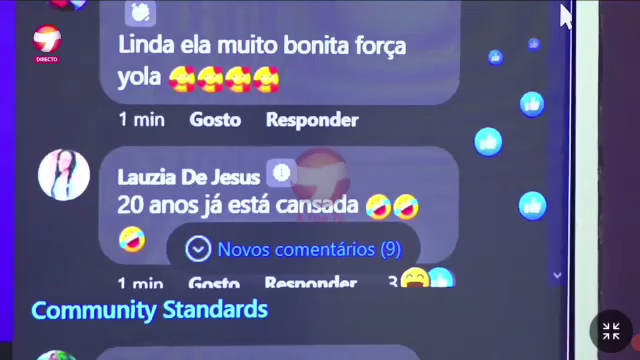 DIRECTO
Linda ela muito bonita força
yola
1 min Gosto Responder
Lauzia De Jesus
20 anos já está cansada
Novos comentários (9)
1 min Gosto Responder 3
Community Standards